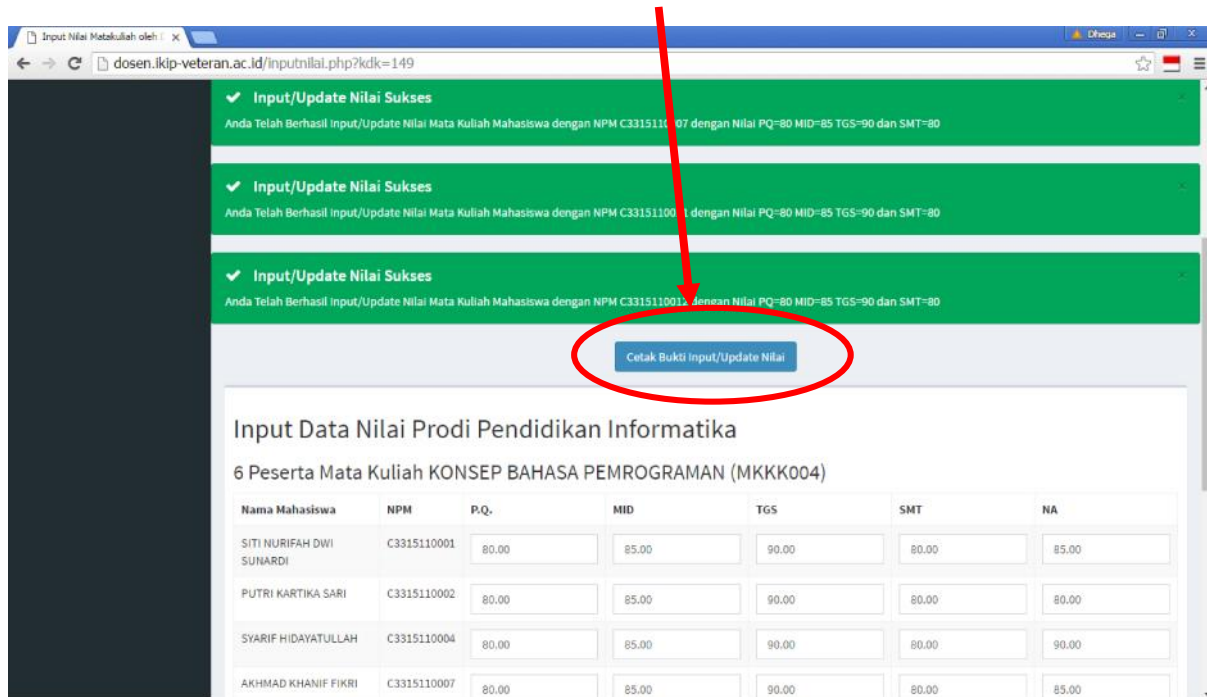 Input Nilai Matakuliah oleh
Dhega
dosen.ikip-veteran.ac.id/inputnilai.php?kdk=149
Input/Update Nilai Sukses
Anda Telah Berhasil Input/Update Nilai Mata Kuliah Mahasiswa dengan NPM dengan Nilai PQ=80 MID=85 TGS=90 dan SMT=80
Input/Update Nilai Sukses
Anda Telah Berhasil Input/Update Nilai Mata Kuliah Mahasiswa dengan NPM dengan Nilai PQ=80 MID=85 TGS=90 dan SMT=80
Input/Update Nilai Sukses
Anda Telah Berhasil Input/Update Nilai Mata Kuliah Mahasiswa dengan NPM C3315110012 dengan Nilai PQ=80 MID=85 TGS=90 dan SMT=80
Cetak Bukti Input/Update Nilai
Input Data Nilai Prodi Pendidikan Informatika
6 Peserta Mata Kuliah KONSEP BAHASA PEMROGRAMAN (MKKK004)
Nama Mahasiswa NPM P.Q. MID TGS SMT NA
SITI NURIFAH DWI SUNARDI C3315110001 80.00 85.00 90.00 80.00 85.00
PUTRI KARTIKA SARI C3315110002 80.00 85.00 90.00 80.00 80.00
SYARIF HIDAYATULLAH C3315110004 80.00 85.00 90.00 80.00 90.00
AKHMAD KHANIF FIKRI C3315110007 80.00 85.00 90.00 80.00 85.00